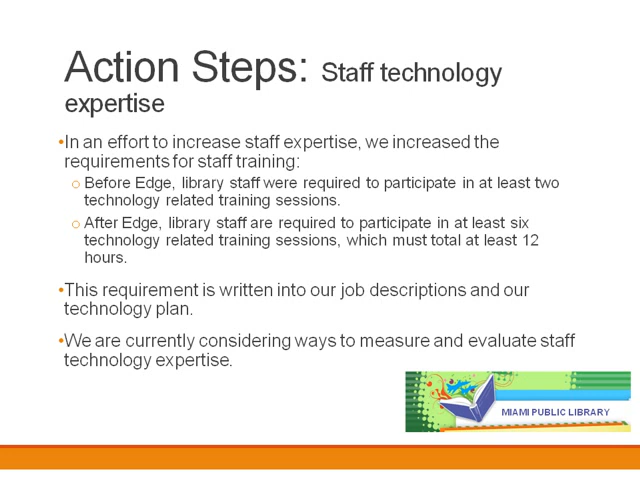 Action Steps: Staff technology
expertise
•In an effort to increase staff expertise, we increased the
requirements for staff training:
o Before Edge, library staff were required to participate in at least two
technology related training sessions.
o After Edge, library staff are required to participate in at least six
technology related training sessions, which must total at least 12
hours.
•This requirement is written into our job descriptions and our
technology plan.
•We are currently considering ways to measure and evaluate staff
technology expertise.
MIAMI PUBLIC LIBRARY